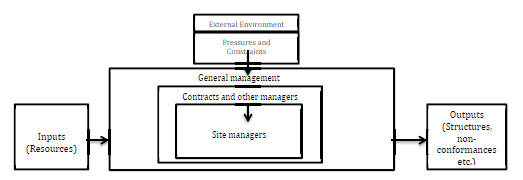 External Environment
Pressures and
Constraints
General management
Contracts and other managers
Site managers
Inputs
(Resources)
Outputs
(Structures,
non-
conformances
etc.)